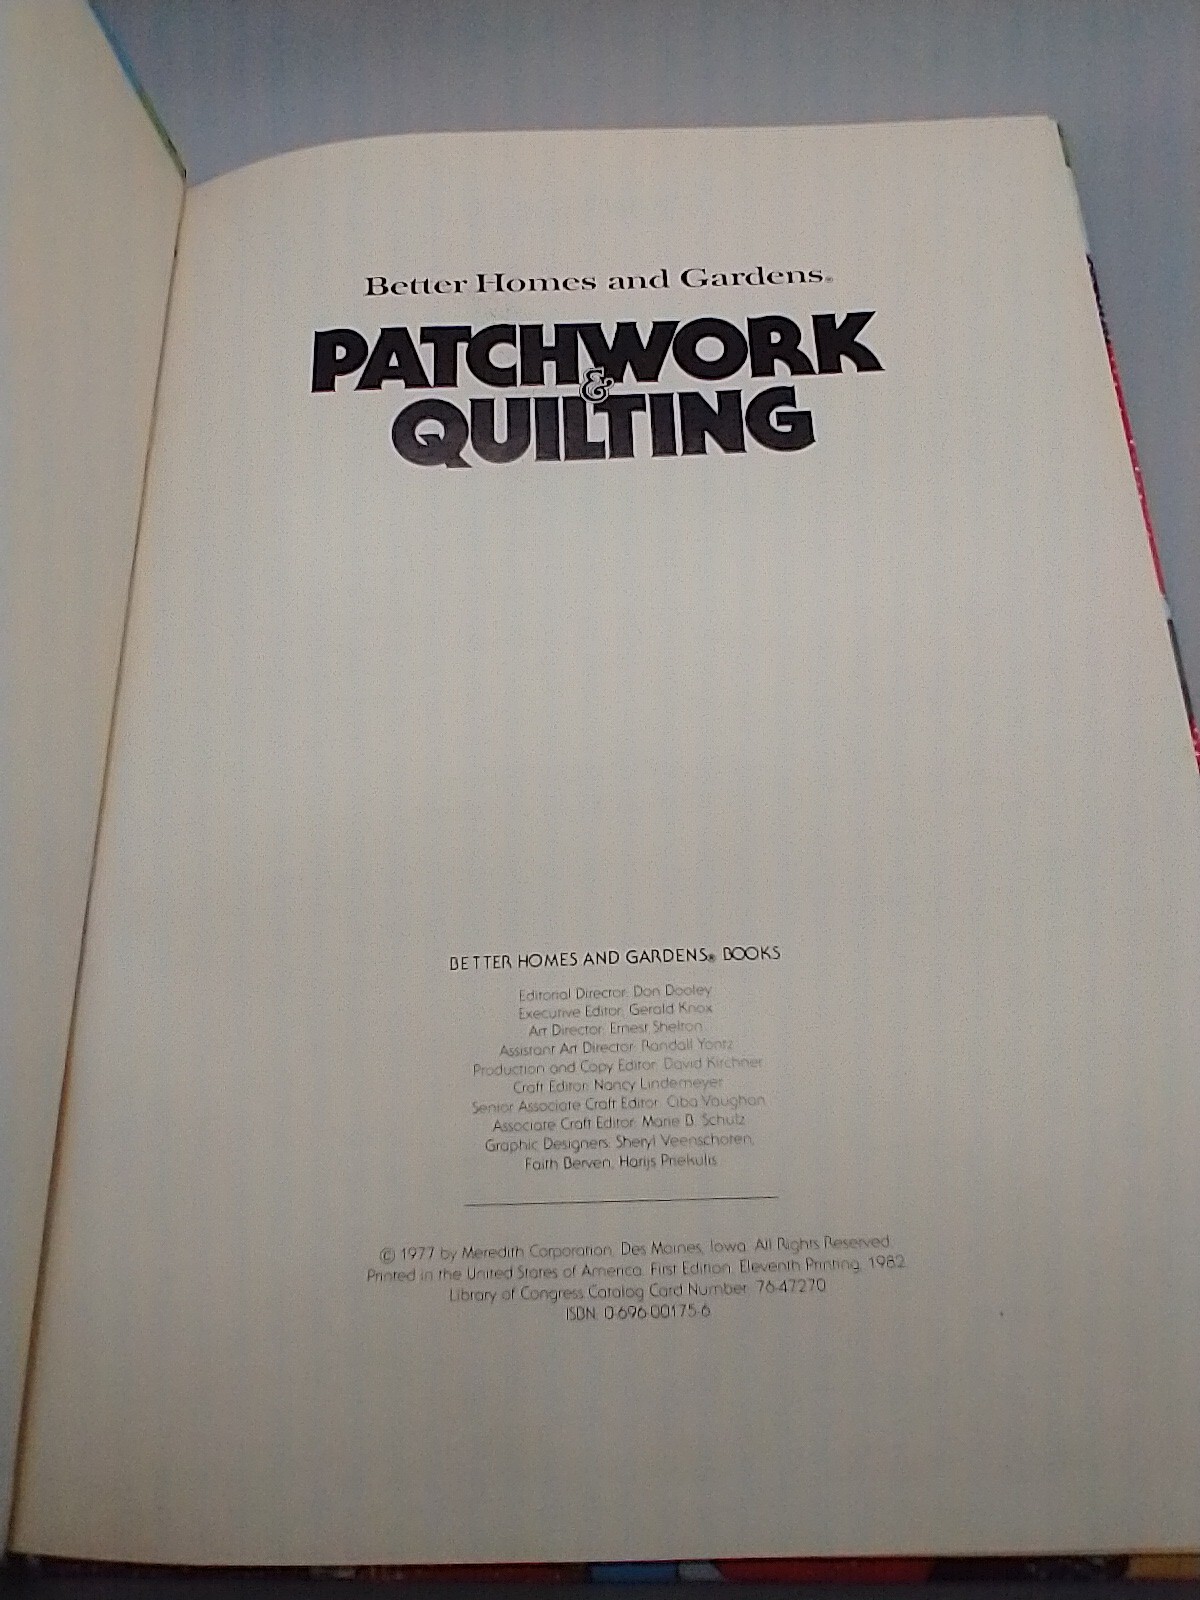 Better Homes and Gardens®
PATCHWORK
&
QUILTING
BETTER HOMES AND GARDENS® BOOKS
Editorial Director: Don Dooley
Executive Editor: Gerald Knox
Art Director: Ernest Shelton
Assistant Art Director: Randall Yontz
Production and Copy Editor: David Kirchner
Craft Editor: Nancy Lindemeyer
Senior Associate Craft Editor: Ciba Vaughan
Associate Craft Editor: Marie B. Schulz
Graphic Designers: Sheryl Veenschoten,
Faith Berven, Harijs Priekulis
© 1977 by Meredith Corporation, Des Moines, Iowa. All Rights Reserved.
Printed in the United States of America. First Edition. Eleventh Printing, 1982.
Library of Congress Catalog Card Number: 76-47270
ISBN: 0-696-00175-6